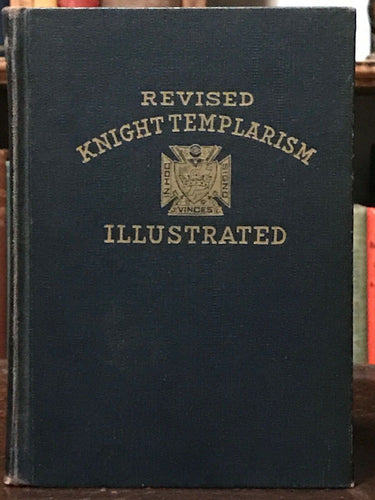 REVISED
KNIGHT TEMPLARISM
VINCES
ILLUSTRATED